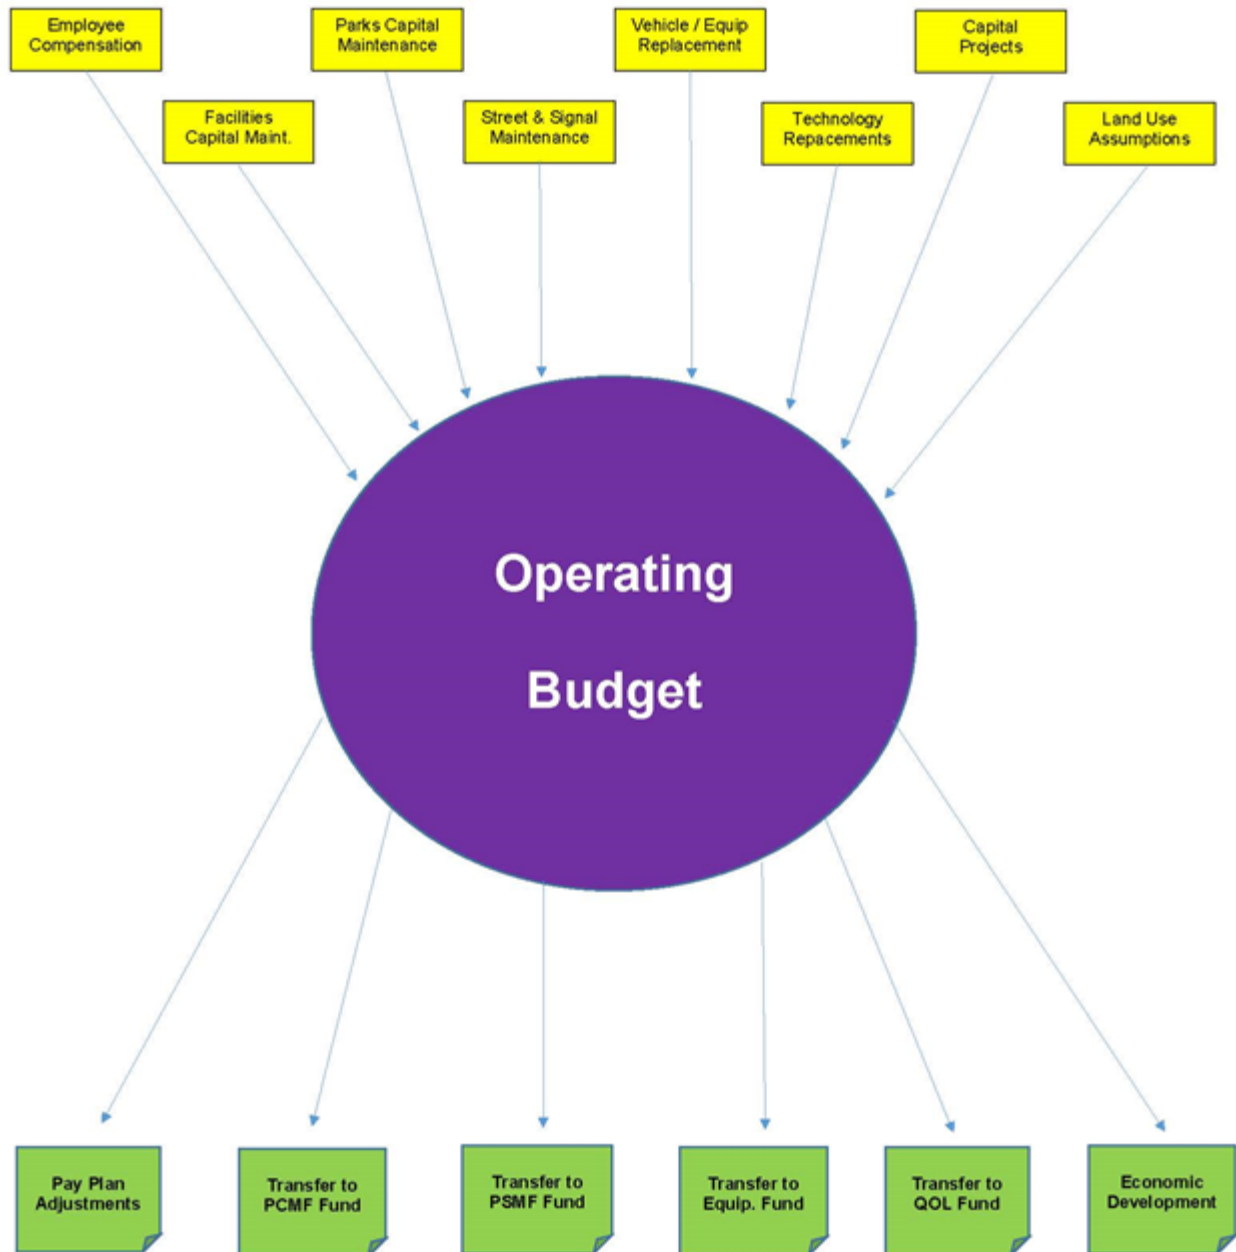 Employee
Compensation
Parks Capital
Maintenance
Vehicle / Equip
Replacement
Capital
Projects
Facilities
Capital Maint.
Street & Signal
Maintenance
Technology
Repacements
Land Use
Assumptions
Operating
Budget
Pay Plan
Adjustments
Transfer to
PCMF Fund
Transfer to
PSMF Fund
Transfer to
Equip. Fund
Transfer to
QOL Fund
Economic
Development